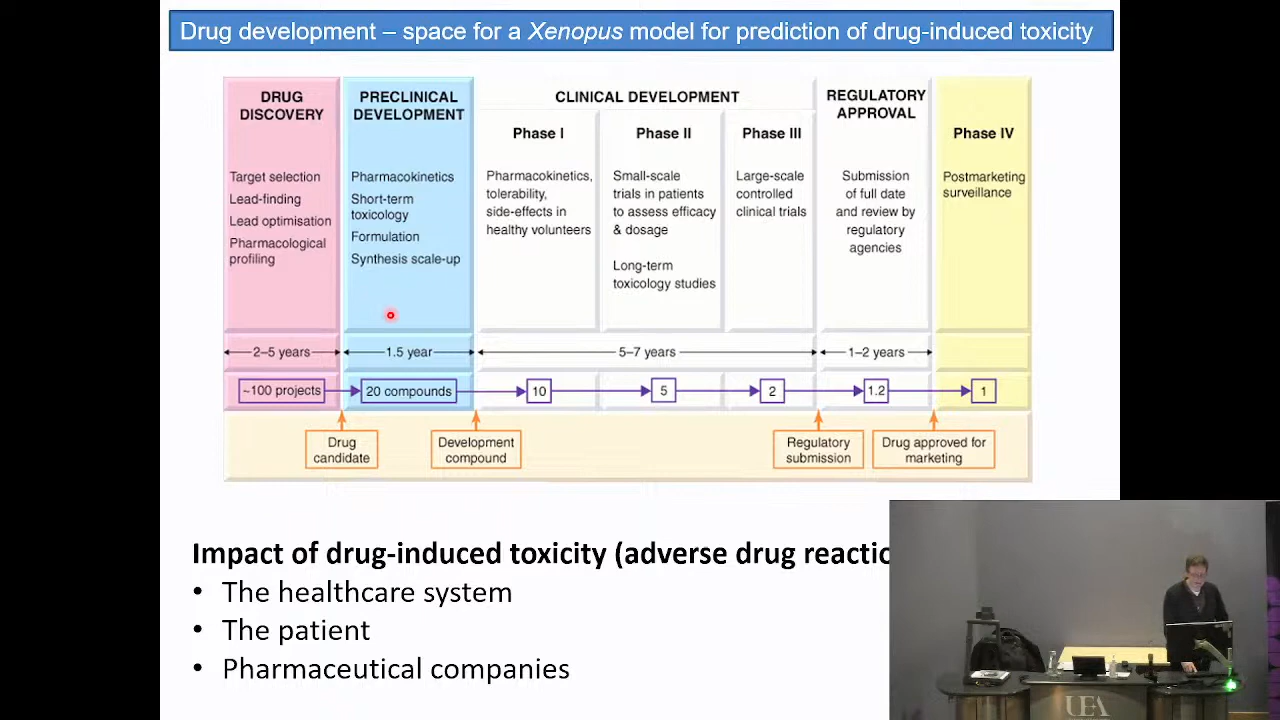 Drug development – space for a Xenopus model for prediction of drug-induced toxicity
DRUG
DISCOVERY
Target selection
Lead-finding
Lead optimisation
Pharmacological
profiling
PRECLINICAL
DEVELOPMENT
Pharmacokinetics
Short-term
toxicology
Formulation
Synthesis scale-up
CLINICAL DEVELOPMENT
Phase I
Pharmacokinetics,
tolerability,
side-effects in
healthy volunteers
Phase II
Small-scale
trials in patients
to assess efficacy
& dosage
Long-term
toxicology studies
Phase III
Large-scale
controlled
clinical trials
REGULATORY
APPROVAL
Submission
of full date
and review by
regulatory
agencies
Phase IV
Postmarketing
surveillance
2–5 years
1.5 year
5–7 years
1–2 years
~100 projects
20 compounds
10
5
2
1.2
1
Drug
candidate
Development
compound
Regulatory
submission
Drug approved for
marketing
Impact of drug-induced toxicity (adverse drug reactio
• The healthcare system
• The patient
• Pharmaceutical companies
UEA